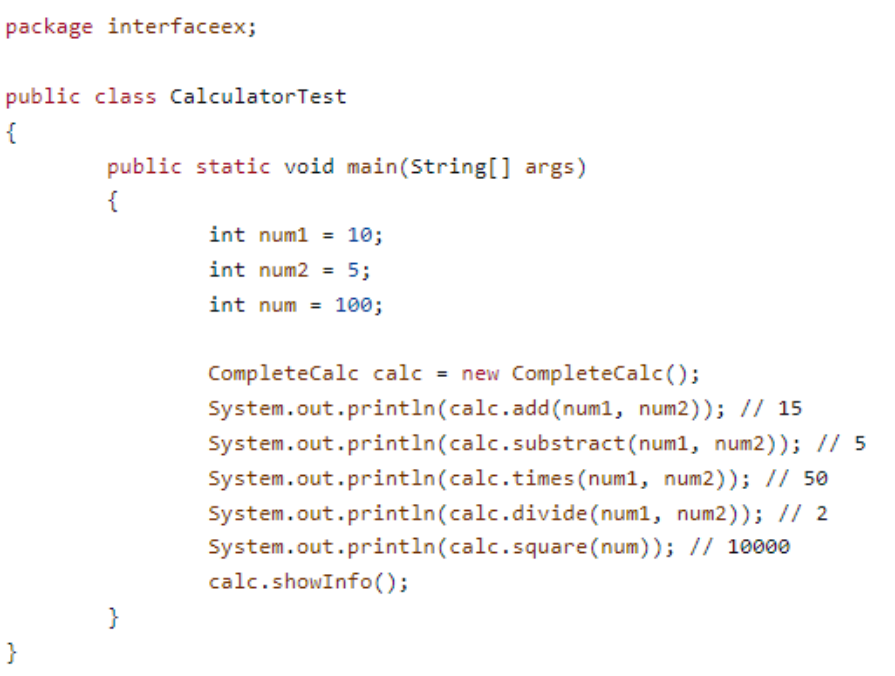 package interfaceex;
public class CalculatorTest
{
public static void main(String[] args)
{
int num1 = 10;
int num2 = 5;
int num = 100;
CompleteCalc calc = new CompleteCalc();
System.out.println(calc.add(num1, num2)); // 15
System.out.println(calc.substract(num1, num2)); // 5
System.out.println(calc.times(num1, num2)); // 50
System.out.println(calc.divide(num1, num2)); // 2
System.out.println(calc.square(num)); // 10000
calc.showInfo();
}
}